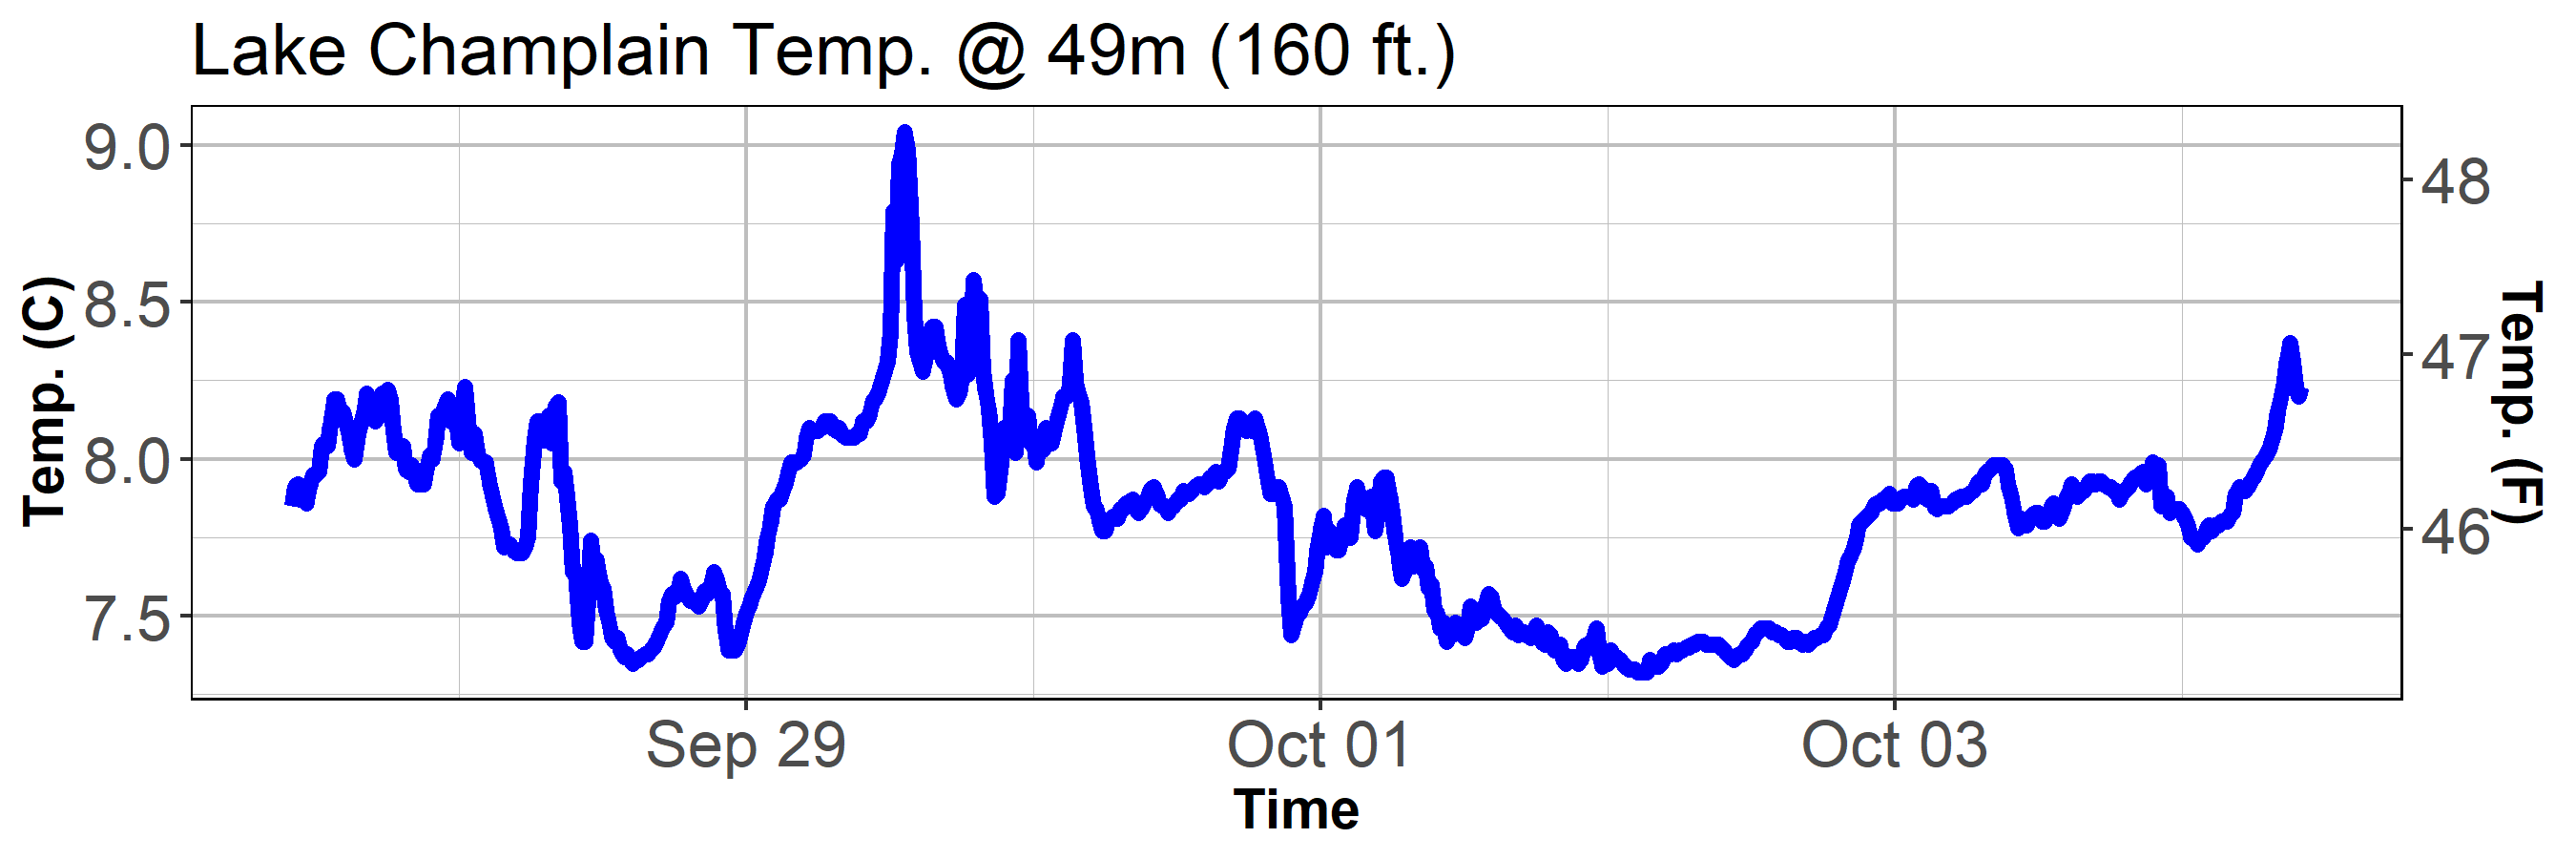 Lake Champlain Temp. @ 49m (160 ft.)
9.0
8.5
8.0
7.5
Temp. (C)
48
47
46
Temp. (F)
Sep 29
Oct 01
Oct 03
Time